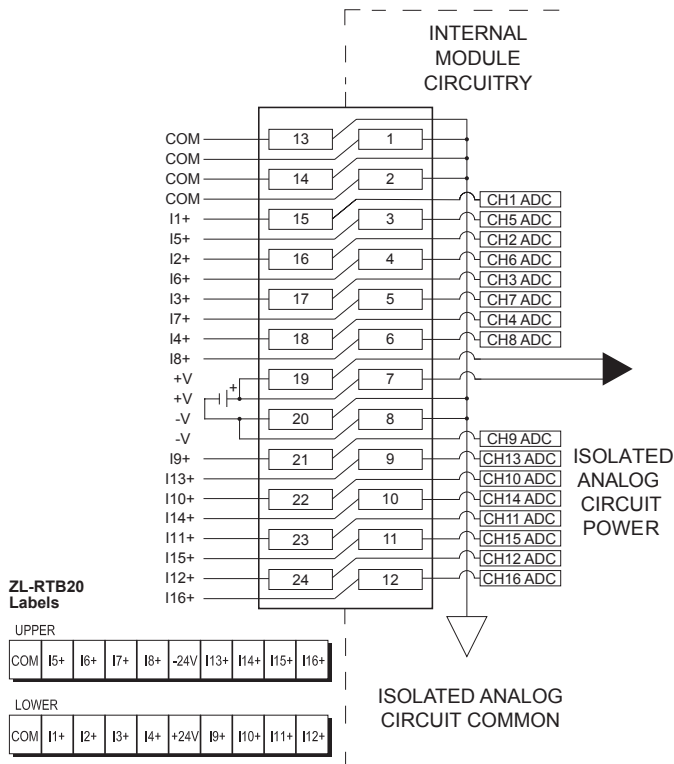 INTERNAL
MODULE
CIRCUITRY
COM 13 1
COM
COM 14 2
COM CH1 ADC
I1+ 15 3 CH5 ADC
I5+ CH2 ADC
I2+ 16 4 CH6 ADC
I6+ CH3 ADC
I3+ 17 5 CH7 ADC
I7+ CH4 ADC
I4+ 18 6 CH8 ADC
I8+
+V 19 7
+V +
-V 20 8
-V CH9 ADC
I9+ 21 9 CH13 ADC
I13+ CH10 ADC
I10+ 22 10 CH14 ADC
I14+ CH11 ADC
I11+ 23 11 CH15 ADC
I15+ CH12 ADC
I12+ 24 12 CH16 ADC
I16+
ISOLATED
ANALOG
CIRCUIT
POWER
ZL-RTB20
Labels
UPPER
COM I5+ I6+ I7+ I8+ -24V I13+ I14+ I15+ I16+
LOWER
COM I1+ I2+ I3+ I4+ +24V I9+ I10+ I11+ I12+
ISOLATED ANALOG
CIRCUIT COMMON